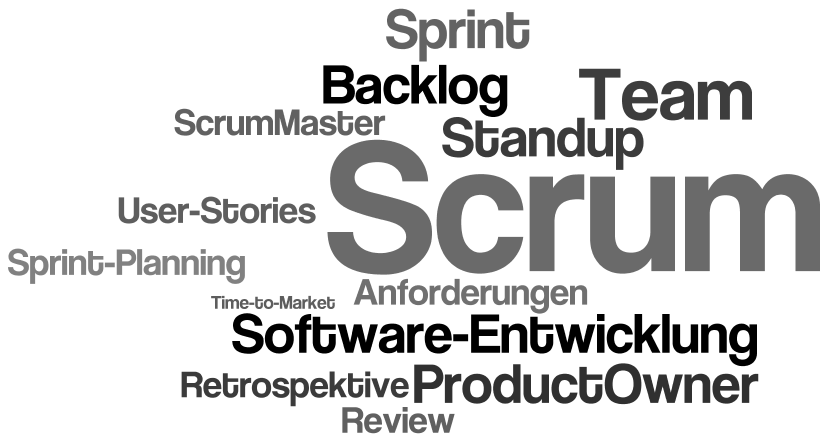 Sprint
Backlog
Team
ScrumMaster
Standup
Scrum
User-Stories
Sprint-Planning
Anforderungen
Time-to-Market
Software-Entwicklung
Retrospektive
ProductOwner
Review